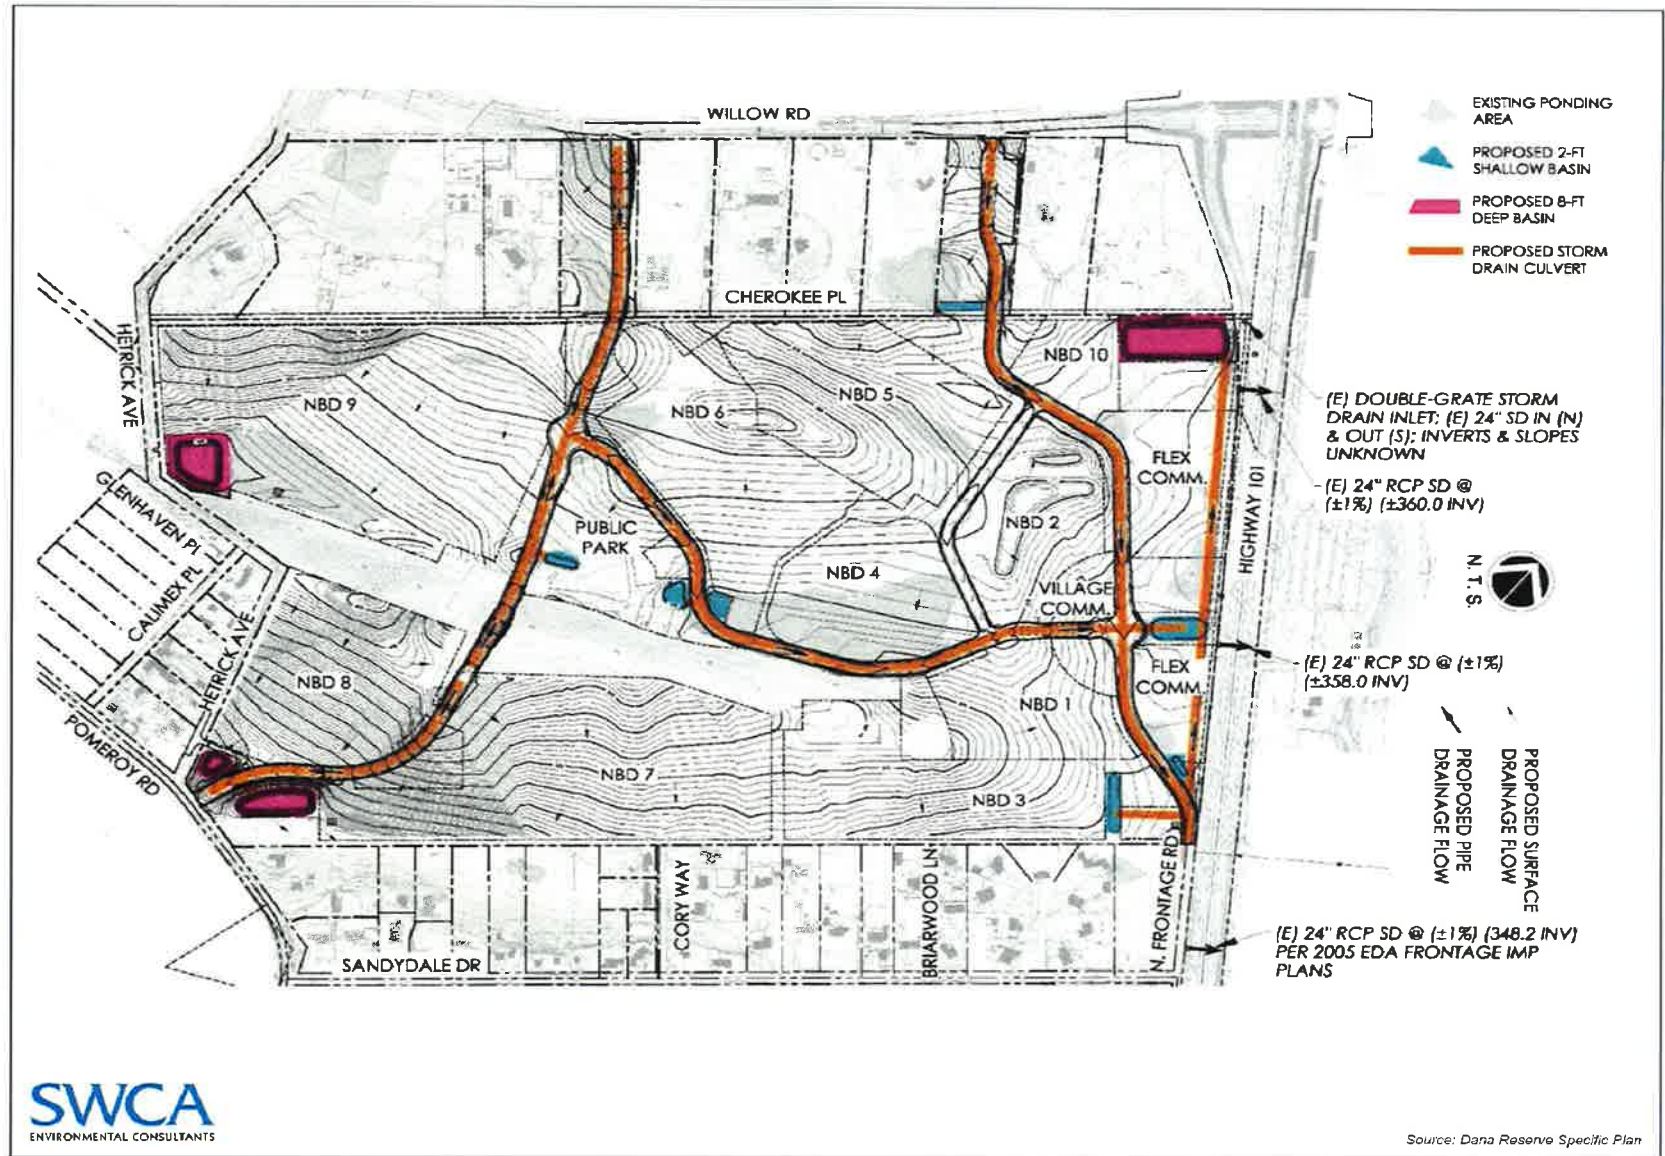 WILLOW RD
EXISTING PONDING
AREA
PROPOSED 2-FT
SHALLOW BASIN
PROPOSED 8-FT
DEEP BASIN
PROPOSED STORM
DRAIN CULVERT
CHEROKEE PL
HETRICK AVE
NBD 10
NBD 9
NBD 6
NBD 5
(E) DOUBLE-GRATE STORM
DRAIN INLET; (E) 24" SD IN (N)
& OUT (S); INVERTS & SLOPES
UNKNOWN
FLEX
COMM.
(E) 24" RCP SD @
(±1%) (±360.0 INV)
HIGHWAY 101
GLENHAVEN PL
PUBLIC
PARK
NBD 2
NBD 4
N.T.S.
CALIMEX PL
VILLAGE
COMM.
HETRICK AVE
NBD 8
FLEX
COMM.
(E) 24" RCP SD @ (±1%)
(±358.0 INV)
NBD 1
POMEROY RD
NBD 7
NBD 3
PROPOSED SURFACE
DRAINAGE FLOW
PROPOSED PIPE
DRAINAGE FLOW
CORY WAY
BRIARWOOD LN
N. FRONTAGE RD
(E) 24" RCP SD @ (±1%) (348.2 INV)
PER 2005 EDA FRONTAGE IMP
PLANS
SANDYDALE DR
SWCA
ENVIRONMENTAL CONSULTANTS
Source: Dana Reserve Specific Plan